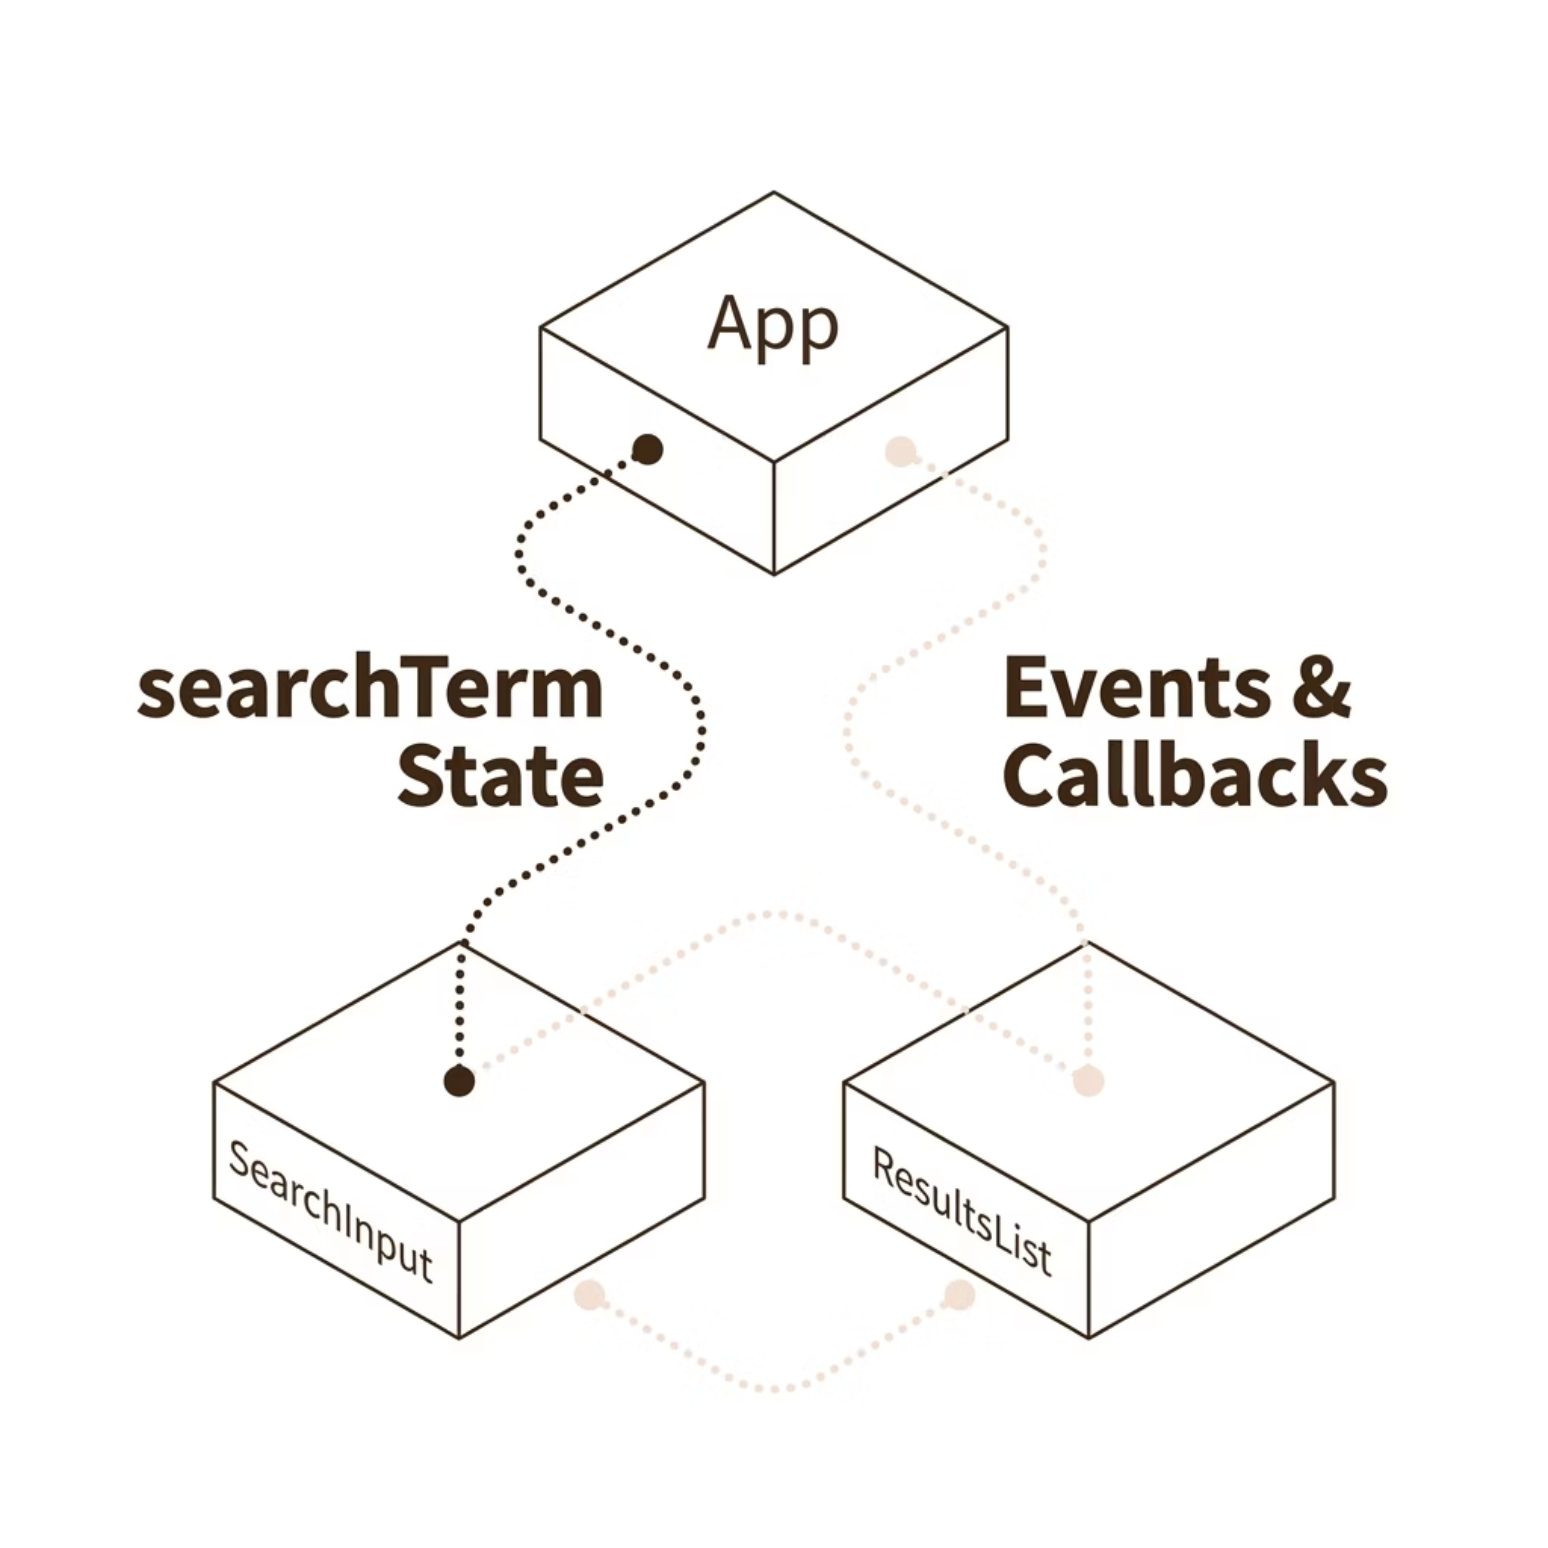 App
searchTerm
State
Events &
Callbacks
SearchInput
ResultsList